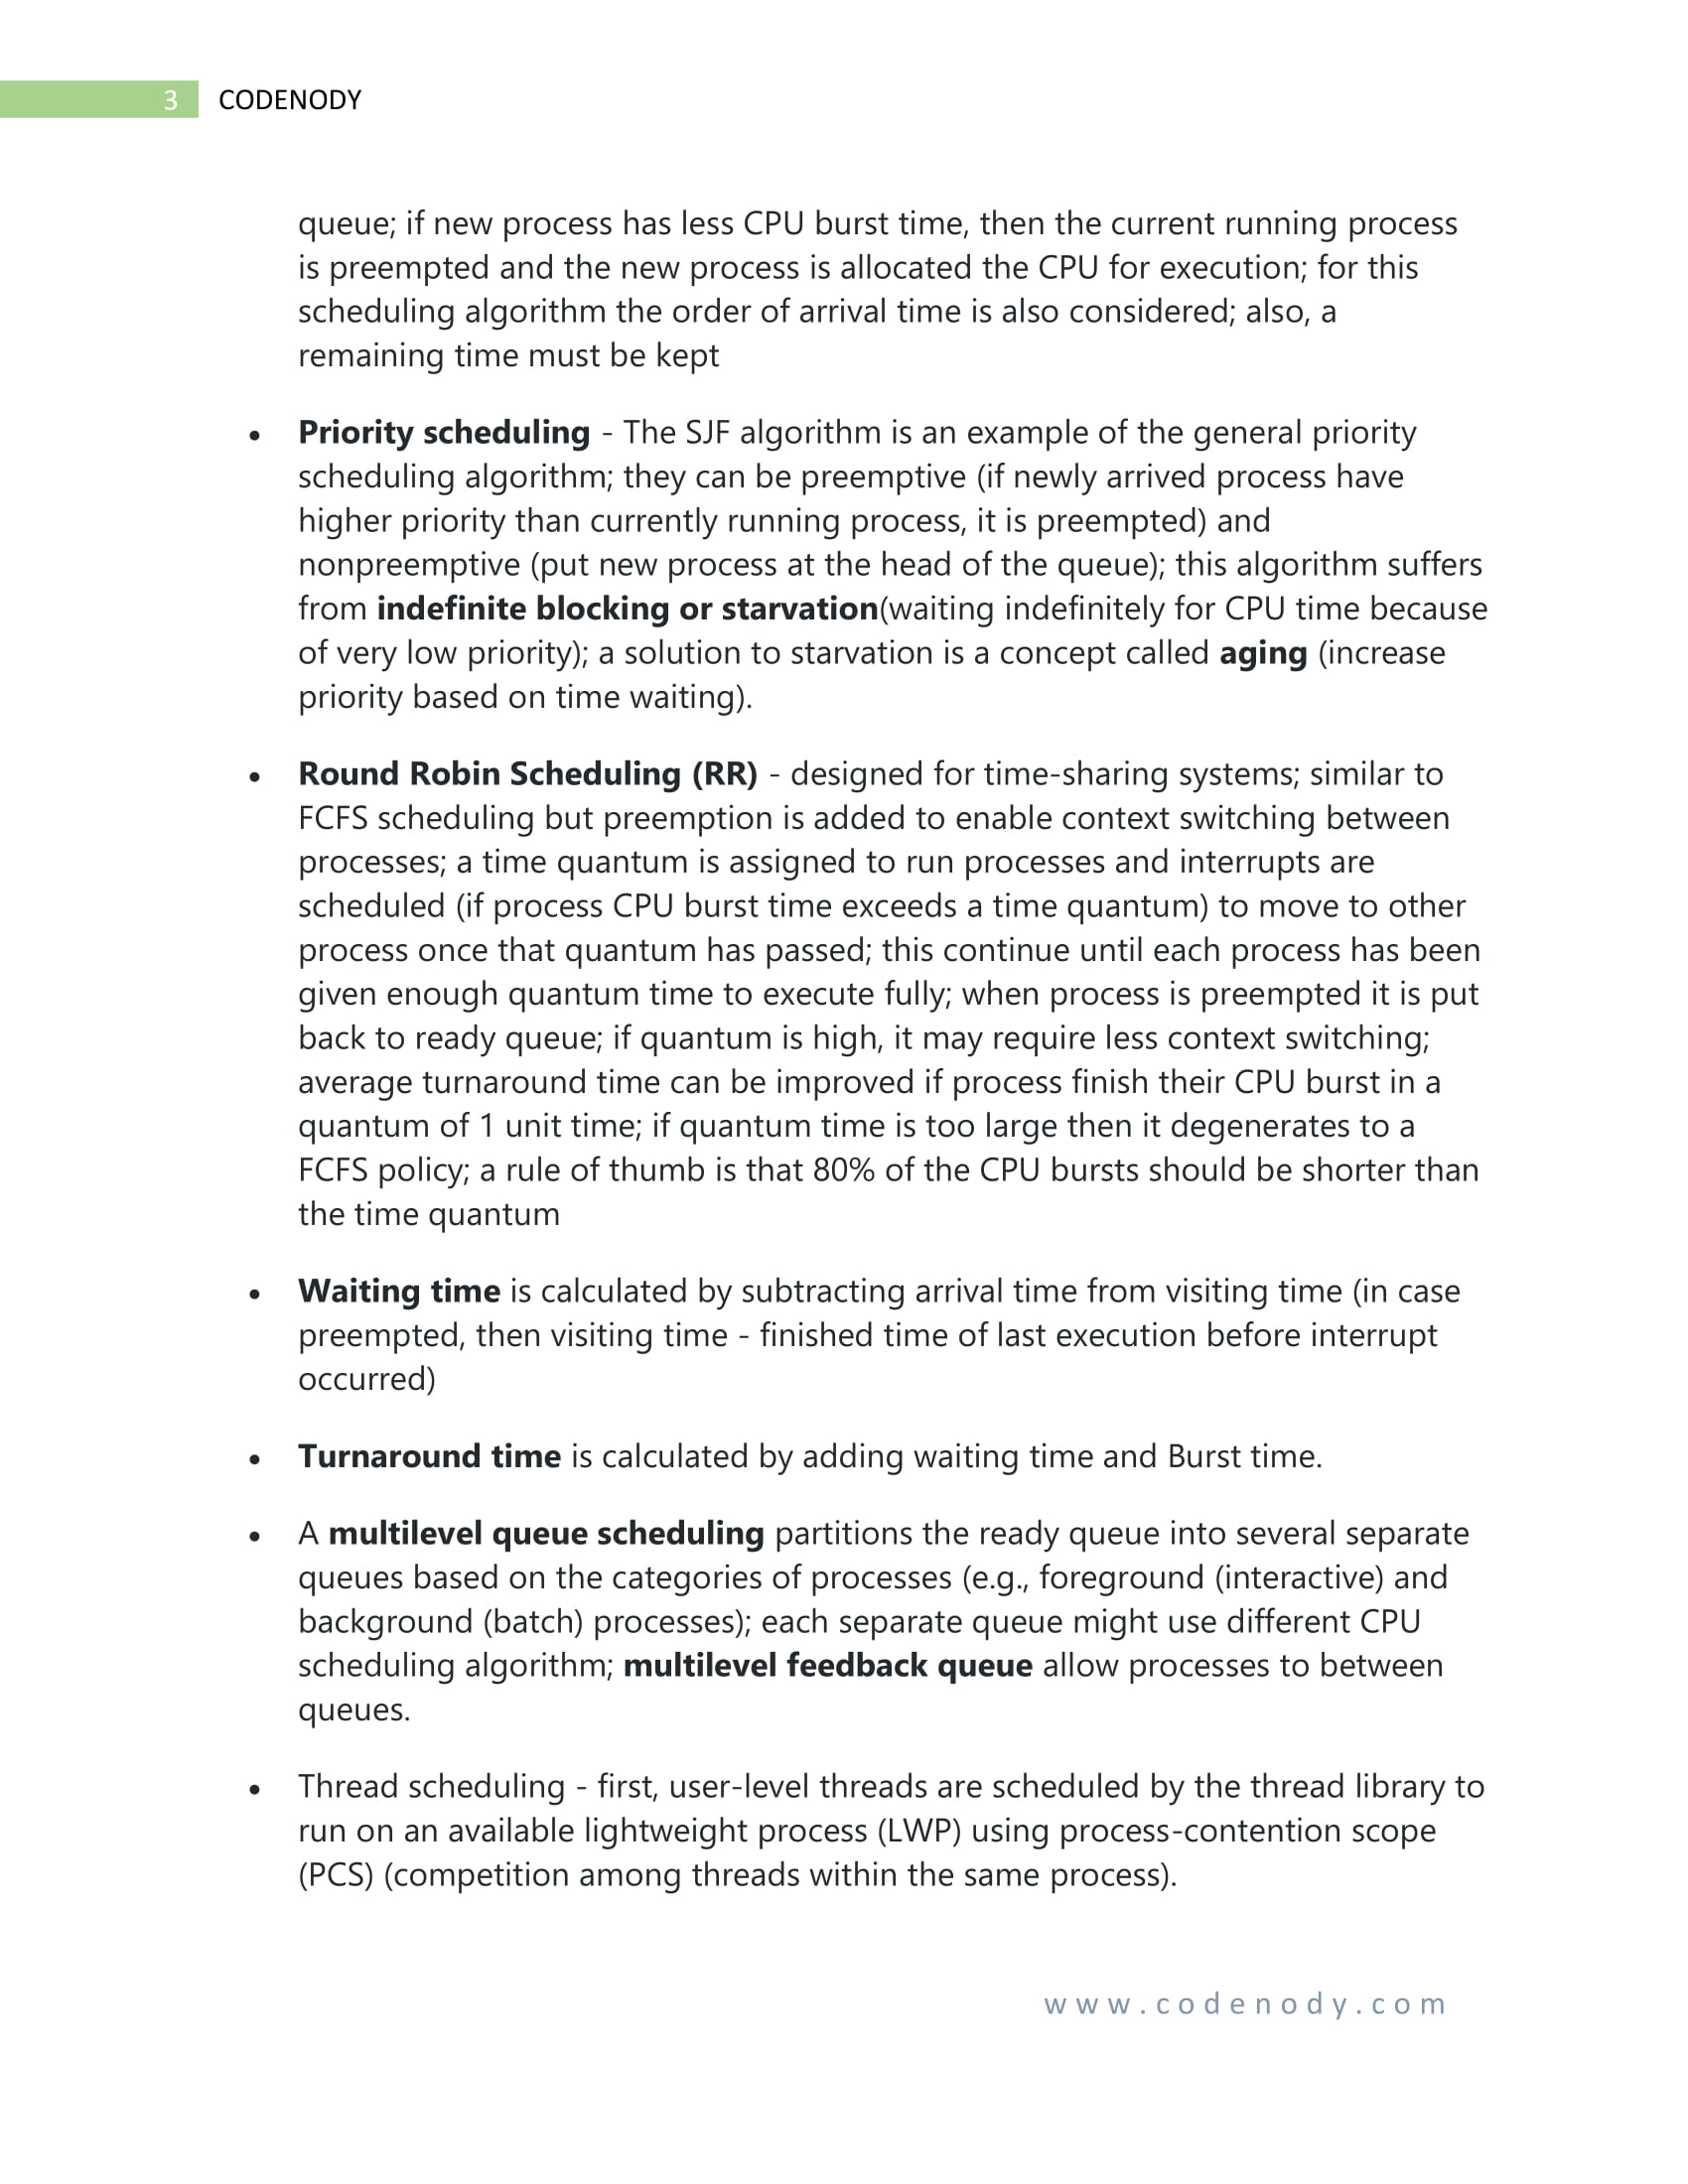 3 CODENODY
queue; if new process has less CPU burst time, then the current running process
is preempted and the new process is allocated the CPU for execution; for this
scheduling algorithm the order of arrival time is also considered; also, a
remaining time must be kept
• Priority scheduling - The SJF algorithm is an example of the general priority
scheduling algorithm; they can be preemptive (if newly arrived process have
higher priority than currently running process, it is preempted) and
nonpreemptive (put new process at the head of the queue); this algorithm suffers
from indefinite blocking or starvation(waiting indefinitely for CPU time because
of very low priority); a solution to starvation is a concept called aging (increase
priority based on time waiting).
• Round Robin Scheduling (RR) - designed for time-sharing systems; similar to
FCFS scheduling but preemption is added to enable context switching between
processes; a time quantum is assigned to run processes and interrupts are
scheduled (if process CPU burst time exceeds a time quantum) to move to other
process once that quantum has passed; this continue until each process has been
given enough quantum time to execute fully; when process is preempted it is put
back to ready queue; if quantum is high, it may require less context switching;
average turnaround time can be improved if process finish their CPU burst in a
quantum of 1 unit time; if quantum time is too large then it degenerates to a
FCFS policy; a rule of thumb is that 80% of the CPU bursts should be shorter than
the time quantum
• Waiting time is calculated by subtracting arrival time from visiting time (in case
preempted, then visiting time - finished time of last execution before interrupt
occurred)
• Turnaround time is calculated by adding waiting time and Burst time.
• A multilevel queue scheduling partitions the ready queue into several separate
queues based on the categories of processes (e.g., foreground (interactive) and
background (batch) processes); each separate queue might use different CPU
scheduling algorithm; multilevel feedback queue allow processes to between
queues.
• Thread scheduling - first, user-level threads are scheduled by the thread library to
run on an available lightweight process (LWP) using process-contention scope
(PCS) (competition among threads within the same process).
www.codenody.com